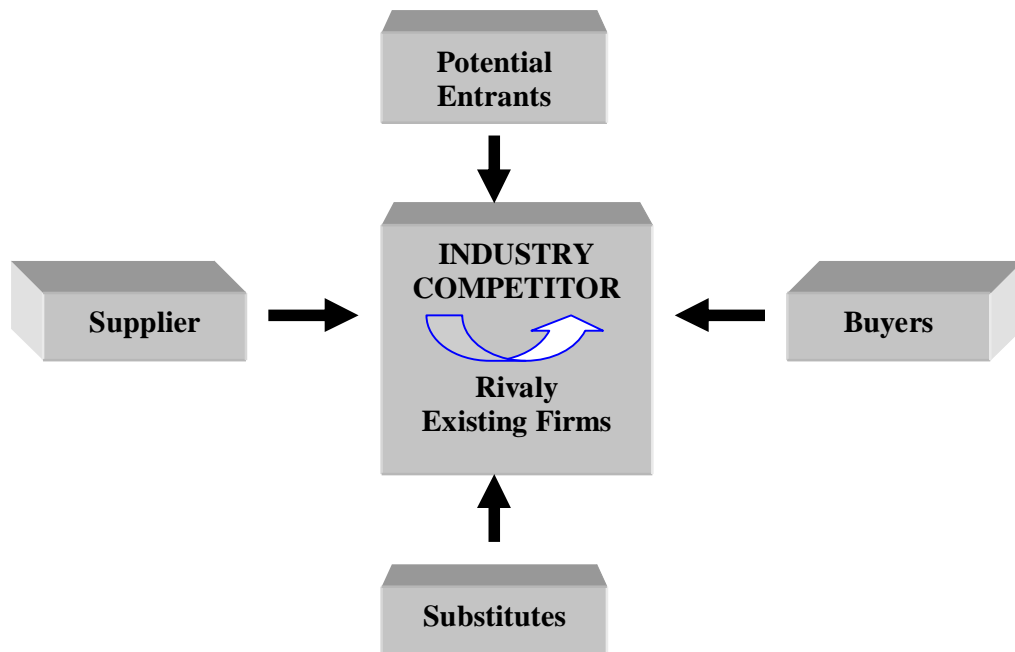 Potential
Entrants
INDUSTRY
COMPETITOR
Supplier
Buyers
Rivaly
Existing Firms
Substitutes